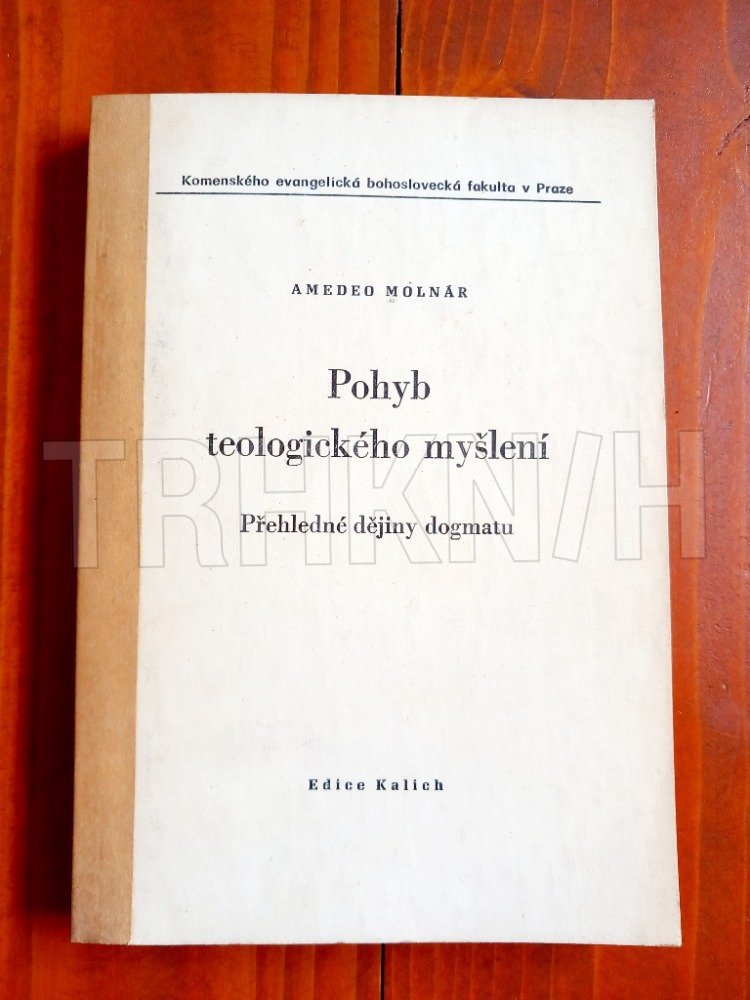 Komenského evangelická bohoslovecká fakulta v Praze
AMEDEO MOLNÁR
Pohyb
teologického myšlení
TRHKNIH
Přehledné dějiny dogmatu
Edice Kalich